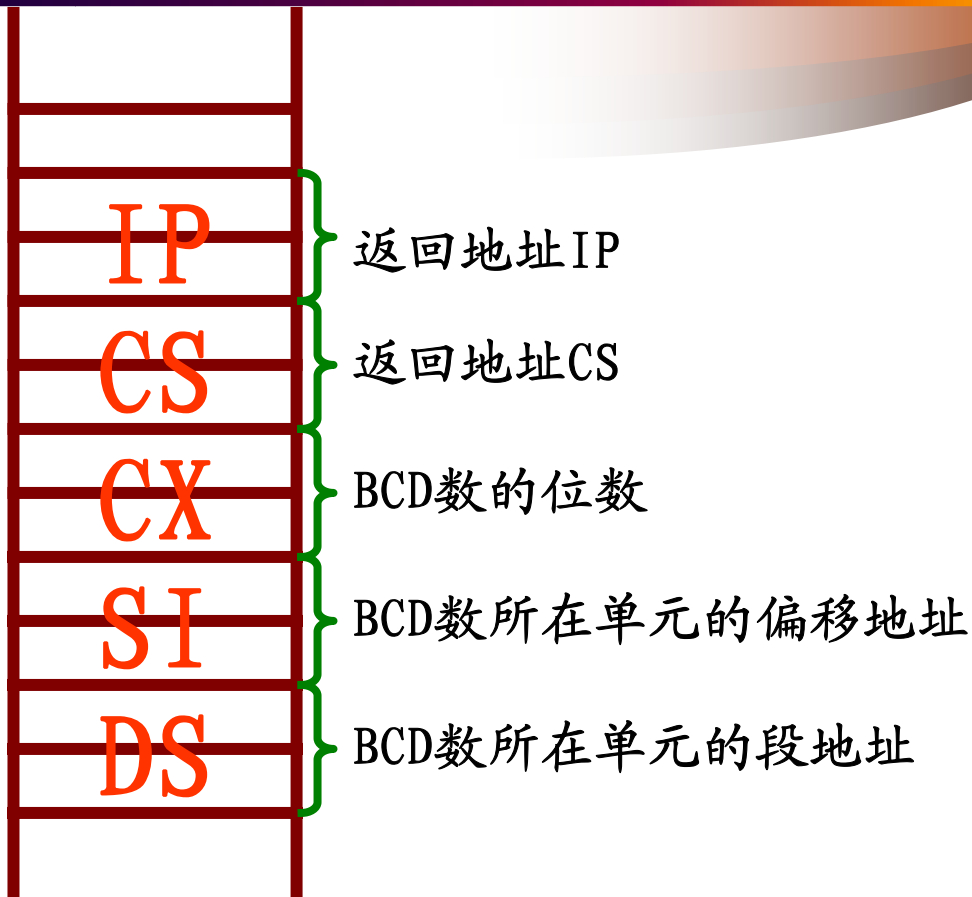 IP 返回地址IP
CS 返回地址CS
CX BCD数的位数
SI BCD数所在单元的偏移地址
DS BCD数所在单元的段地址